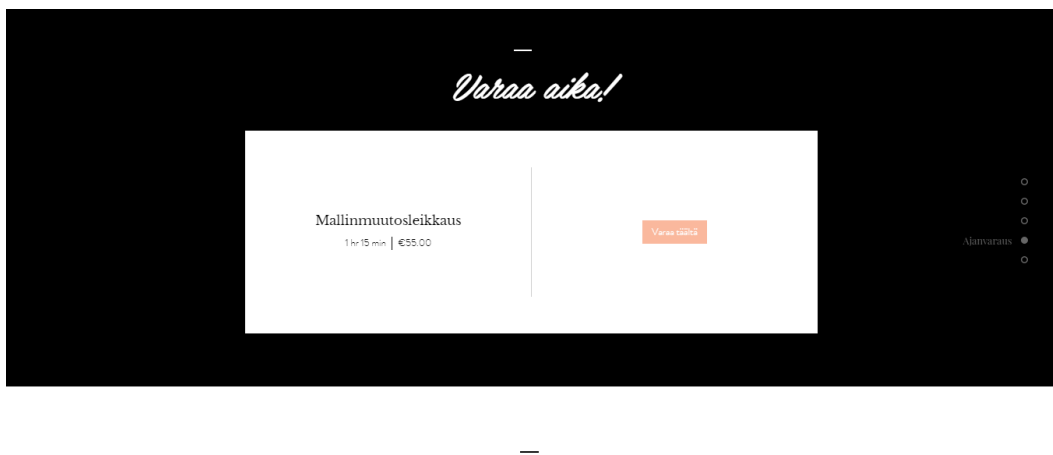 Varaa aika!
Mallinmuutosleikkaus
1 hr 15 min | €55.00
Varaa täältä
Ajanvaraus